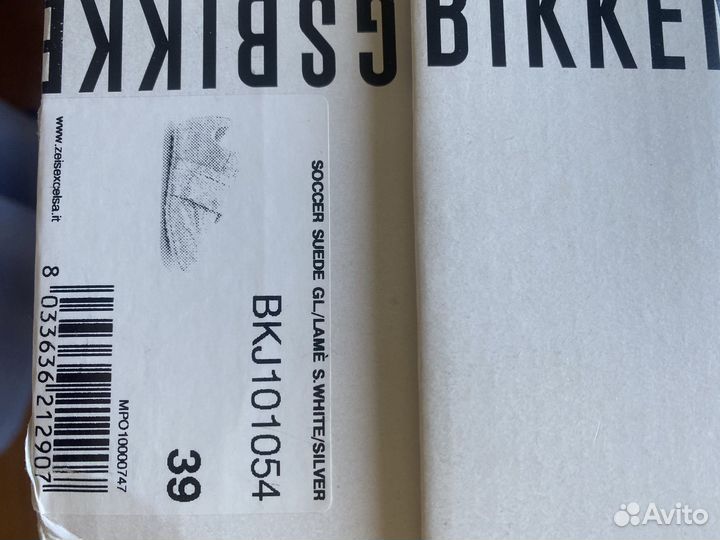 GSBIKKE
BIKKE
SOCCER SUEDE GL./LAMÈ S.WHITE/SILVER
BKJ101054
39
www.zeisexcelsa.it
8 033636 212907
MPO10000747
Avito